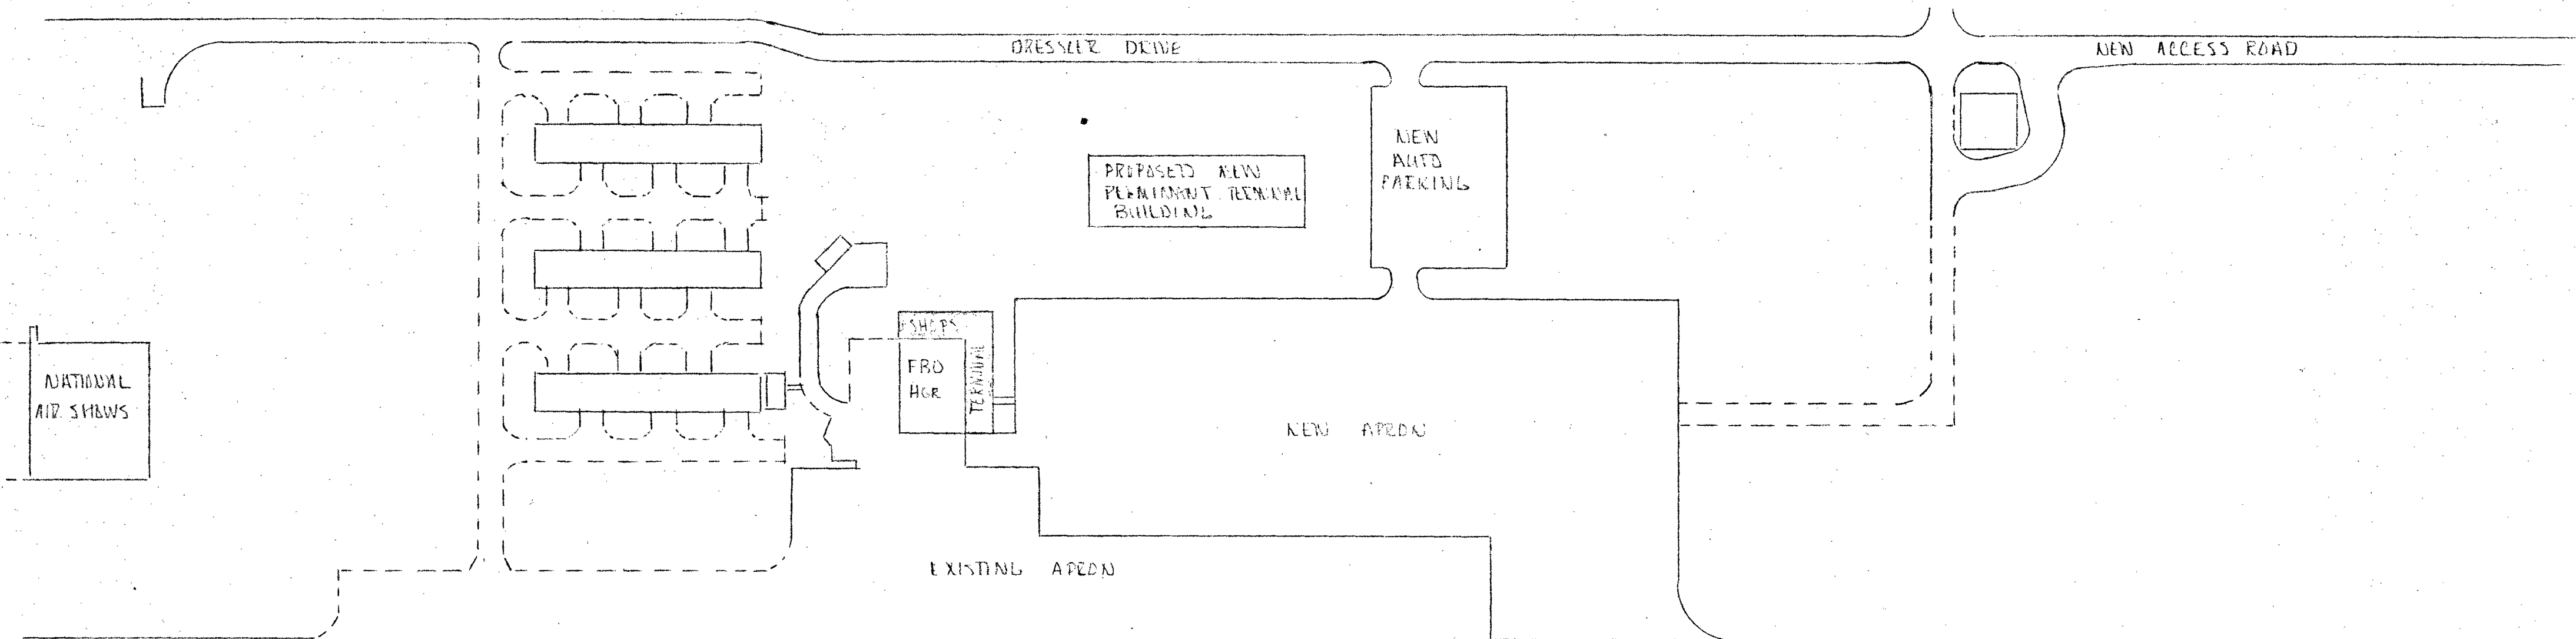 DRESSLER DRIVE
NEW ACCESS ROAD
NEW
AUTO
PARKING
PROPOSED NEW
PERMANANT TERMINAL
BUILDING
SHOPS
FBO
HGR
TERMINAL
NATIONAL
AIR SHOWS
NEW APRON
EXISTING APRON